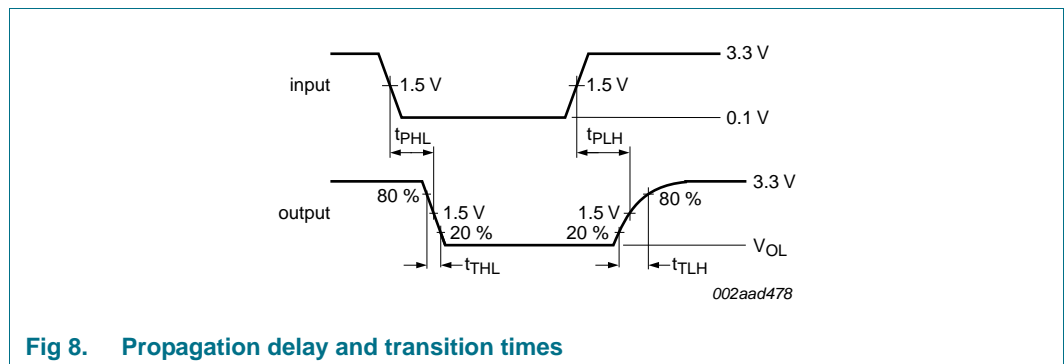 3.3 V
input
1.5 V
1.5 V
0.1 V
tPHL
tPLH
3.3 V
80 %
80 %
output
1.5 V
1.5 V
20 %
20 %
VOL
tTHL
tTLH
002aad478
Fig 8. Propagation delay and transition times